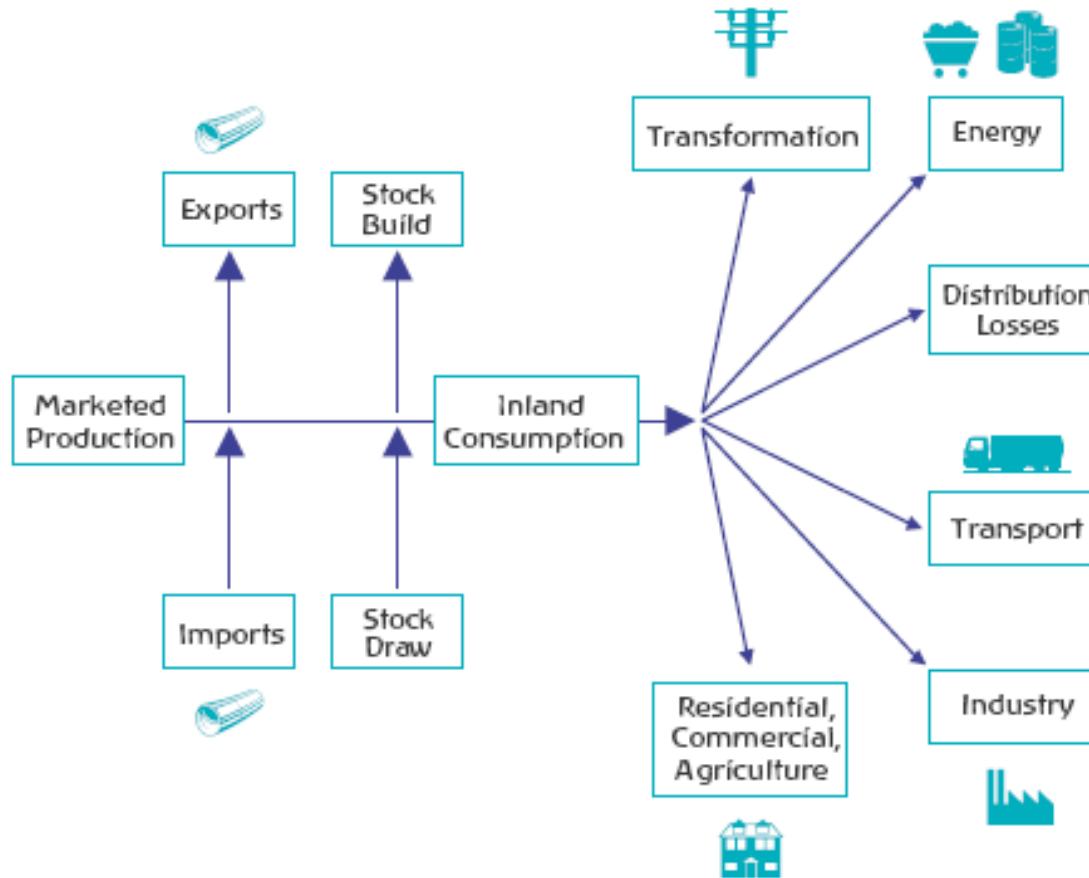 Transformation
Energy
Exports
Stock
Build
Distribution
Losses
Marketed
Production
Inland
Consumption
Transport
Imports
Stock
Draw
Residential,
Commercial,
Agriculture
Industry